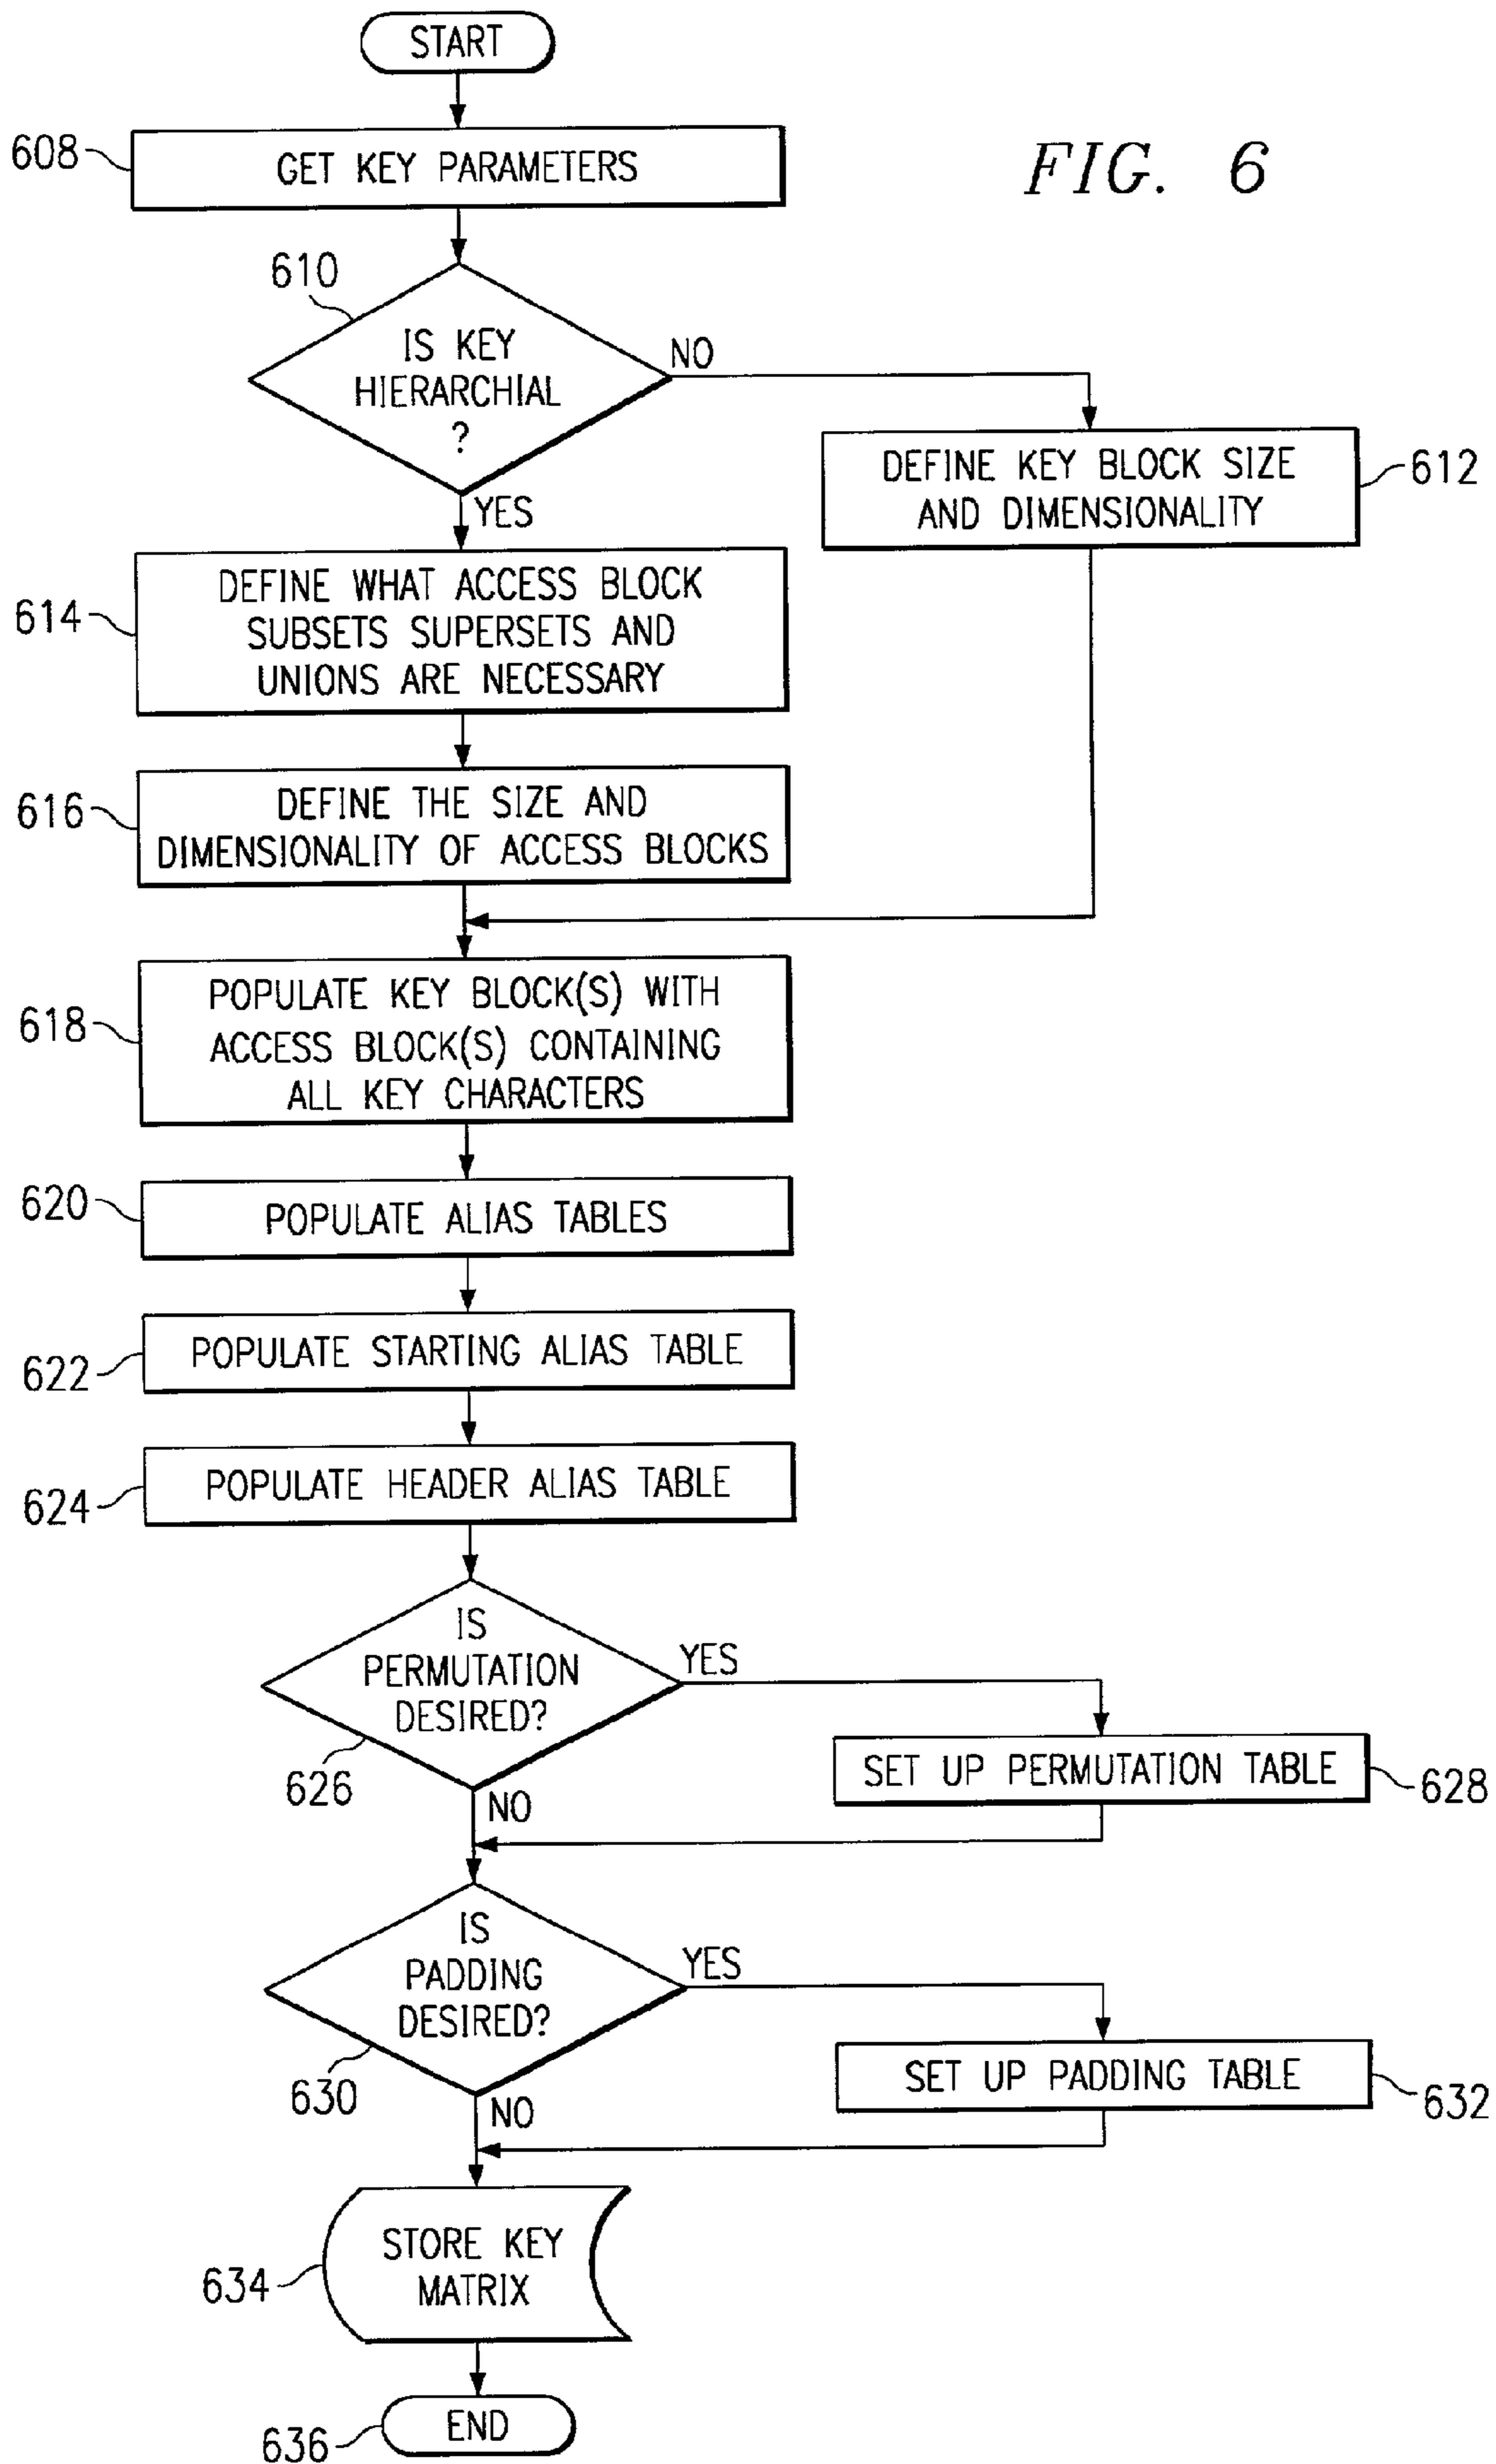 START
608
GET KEY PARAMETERS
FIG. 6
610
IS KEY
HIERARCHIAL
?
NO
YES
DEFINE KEY BLOCK SIZE
AND DIMENSIONALITY
612
614
DEFINE WHAT ACCESS BLOCK
SUBSETS SUPERSETS AND
UNIONS ARE NECESSARY
616
DEFINE THE SIZE AND
DIMENSIONALITY OF ACCESS BLOCKS
618
POPULATE KEY BLOCK(S) WITH
ACCESS BLOCK(S) CONTAINING
ALL KEY CHARACTERS
620
POPULATE ALIAS TABLES
622
POPULATE STARTING ALIAS TABLE
624
POPULATE HEADER ALIAS TABLE
IS
PERMUTATION
DESIRED?
YES
626
NO
SET UP PERMUTATION TABLE
628
IS
PADDING
DESIRED?
YES
630
NO
SET UP PADDING TABLE
632
STORE KEY
MATRIX
634
END
636